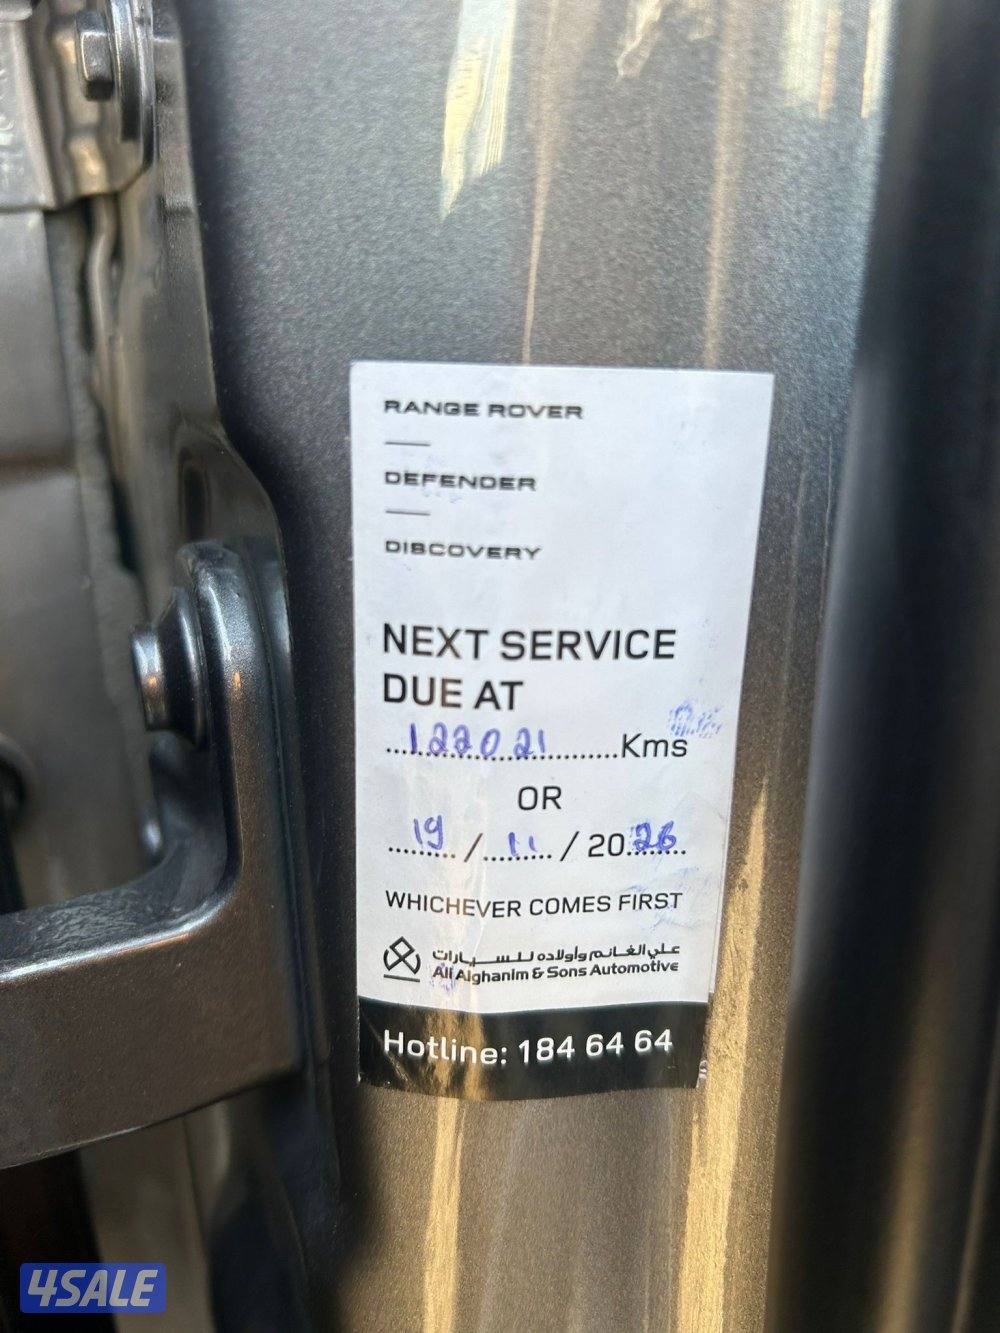 RANGE ROVER
DEFENDER
DISCOVERY
NEXT SERVICE
DUE AT
122021 Kms
OR
19 / 11 / 2026
WHICHEVER COMES FIRST
علي الغانم وأولاده للسيارات
Ali Alghanim & Sons Automotive
Hotline: 184 64 64
4SALE